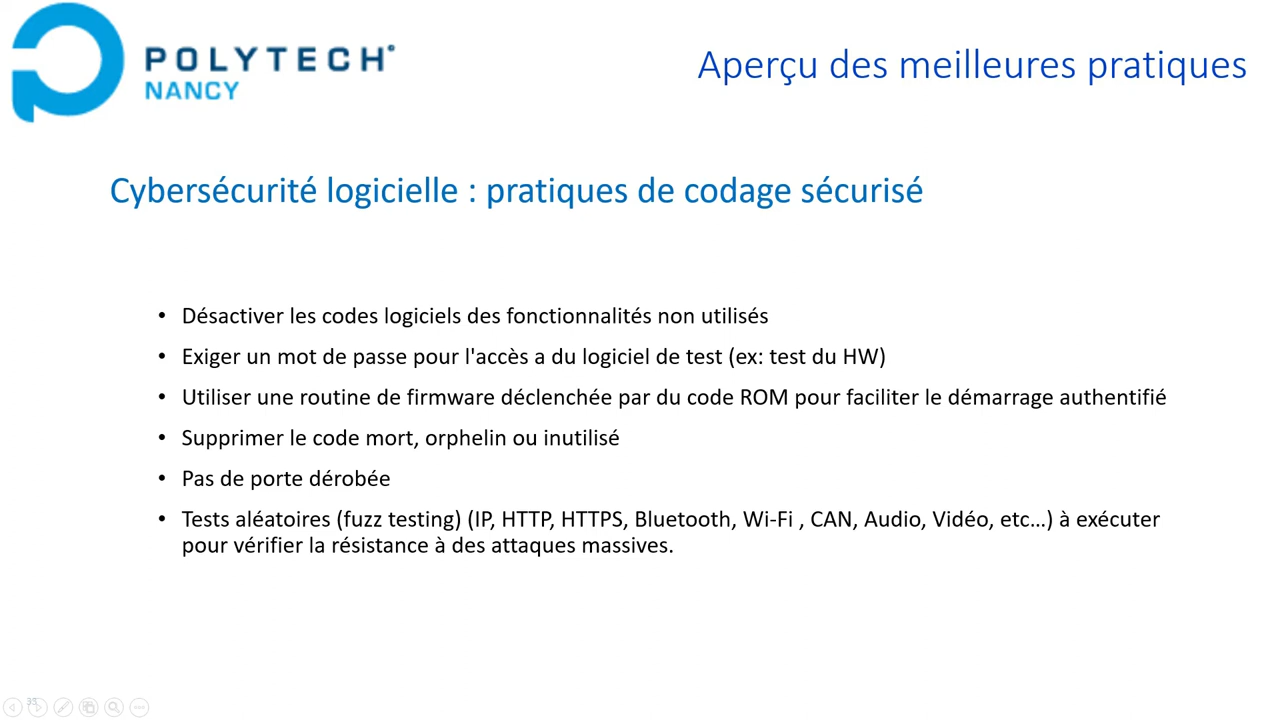 POLYTECH®
NANCY
Aperçu des meilleures pratiques
Cybersécurité logicielle : pratiques de codage sécurisé
• Désactiver les codes logiciels des fonctionnalités non utilisés
• Exiger un mot de passe pour l'accès a du logiciel de test (ex: test du HW)
• Utiliser une routine de firmware déclenchée par du code ROM pour faciliter le démarrage authentifié
• Supprimer le code mort, orphelin ou inutilisé
• Pas de porte dérobée
• Tests aléatoires (fuzz testing) (IP, HTTP, HTTPS, Bluetooth, Wi-Fi , CAN, Audio, Vidéo, etc…) à exécuter
pour vérifier la résistance à des attaques massives.
35